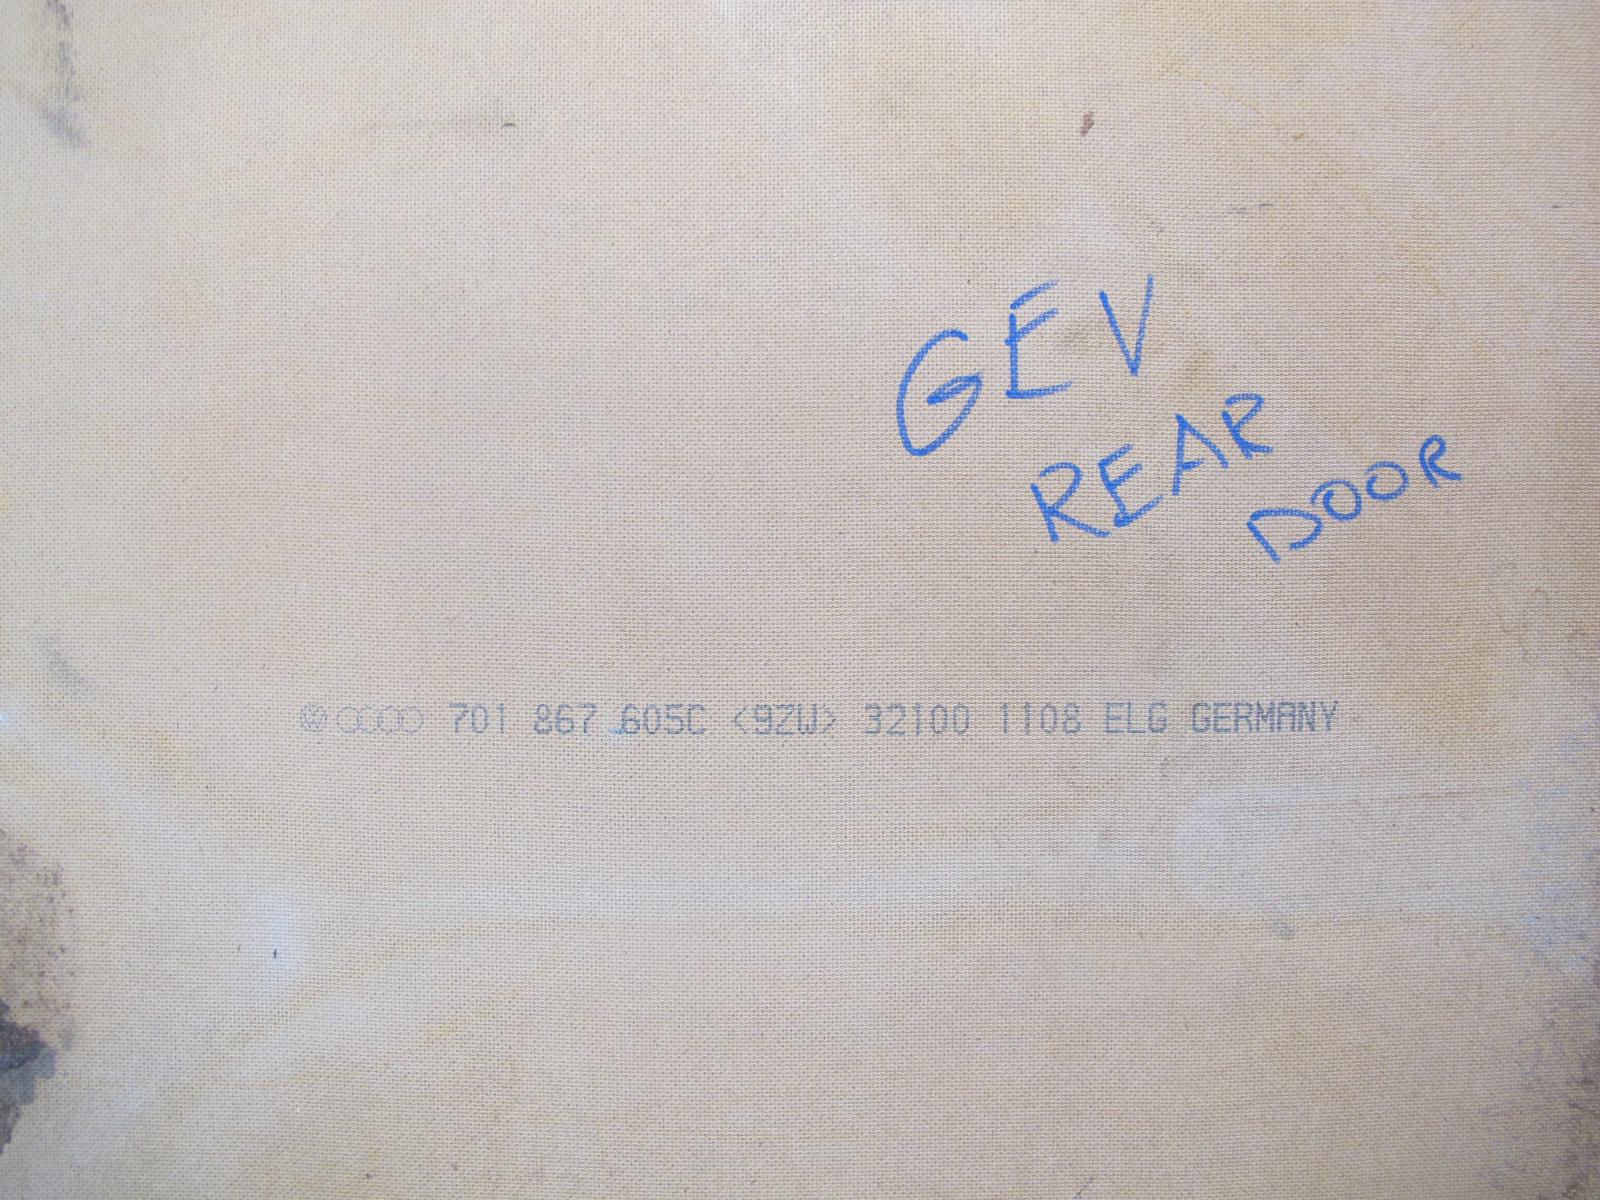 GEV
REAR
DOOR
701 867 605C <9ZW> 32100 1108 ELG GERMANY